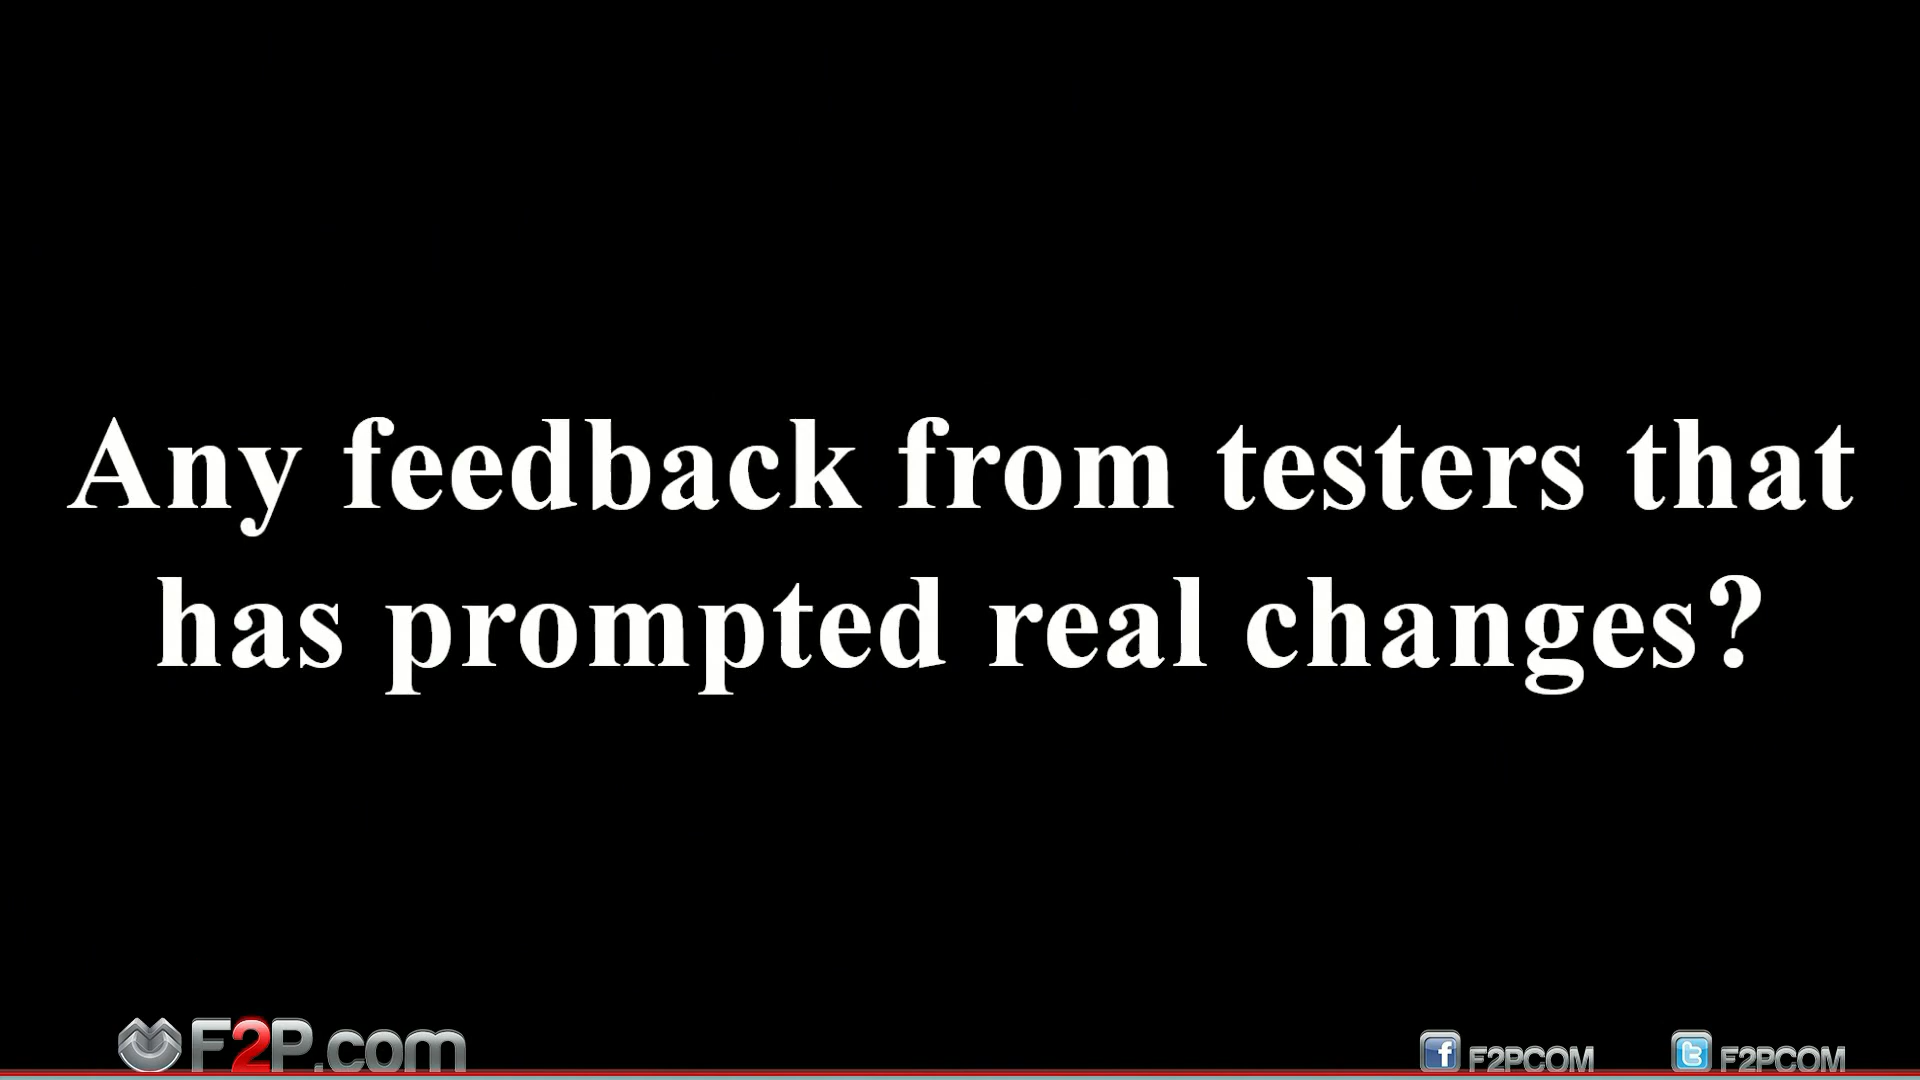 Any feedback from testers that
has prompted real changes?
F2P.com
F2PCOM
F2PCOM